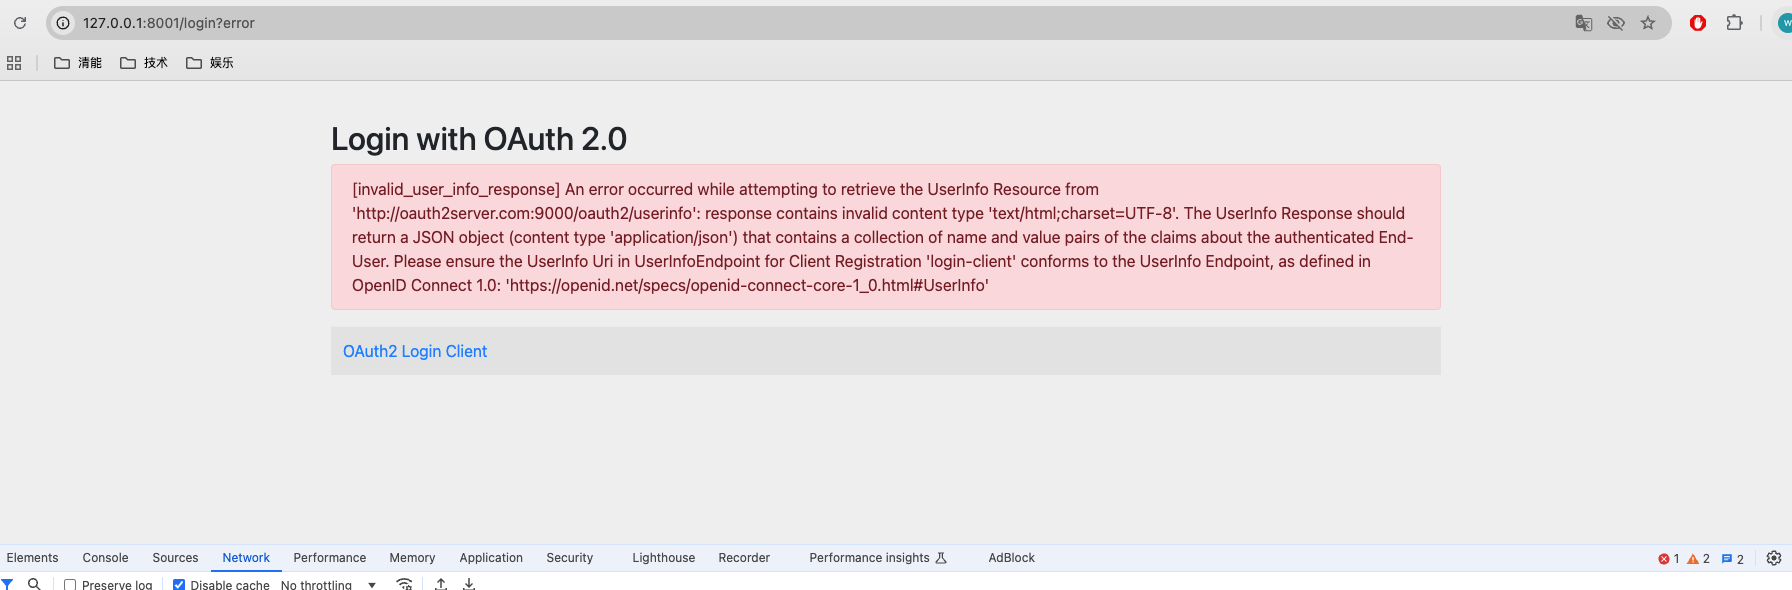 127.0.0.1:8001/login?error
清能 技术 娱乐
Login with OAuth 2.0
[invalid_user_info_response] An error occurred while attempting to retrieve the UserInfo Resource from
'http://oauth2server.com:9000/oauth2/userinfo': response contains invalid content type 'text/html;charset=UTF-8'. The UserInfo Response should
return a JSON object (content type 'application/json') that contains a collection of name and value pairs of the claims about the authenticated End-
User. Please ensure the UserInfo Uri in UserInfoEndpoint for Client Registration 'login-client' conforms to the UserInfo Endpoint, as defined in
OpenID Connect 1.0: 'https://openid.net/specs/openid-connect-core-1_0.html#UserInfo'
OAuth2 Login Client
Elements Console Sources Network Performance Memory Application Security Lighthouse Recorder Performance insights AdBlock 1 2 2
Preserve log Disable cache No throttling